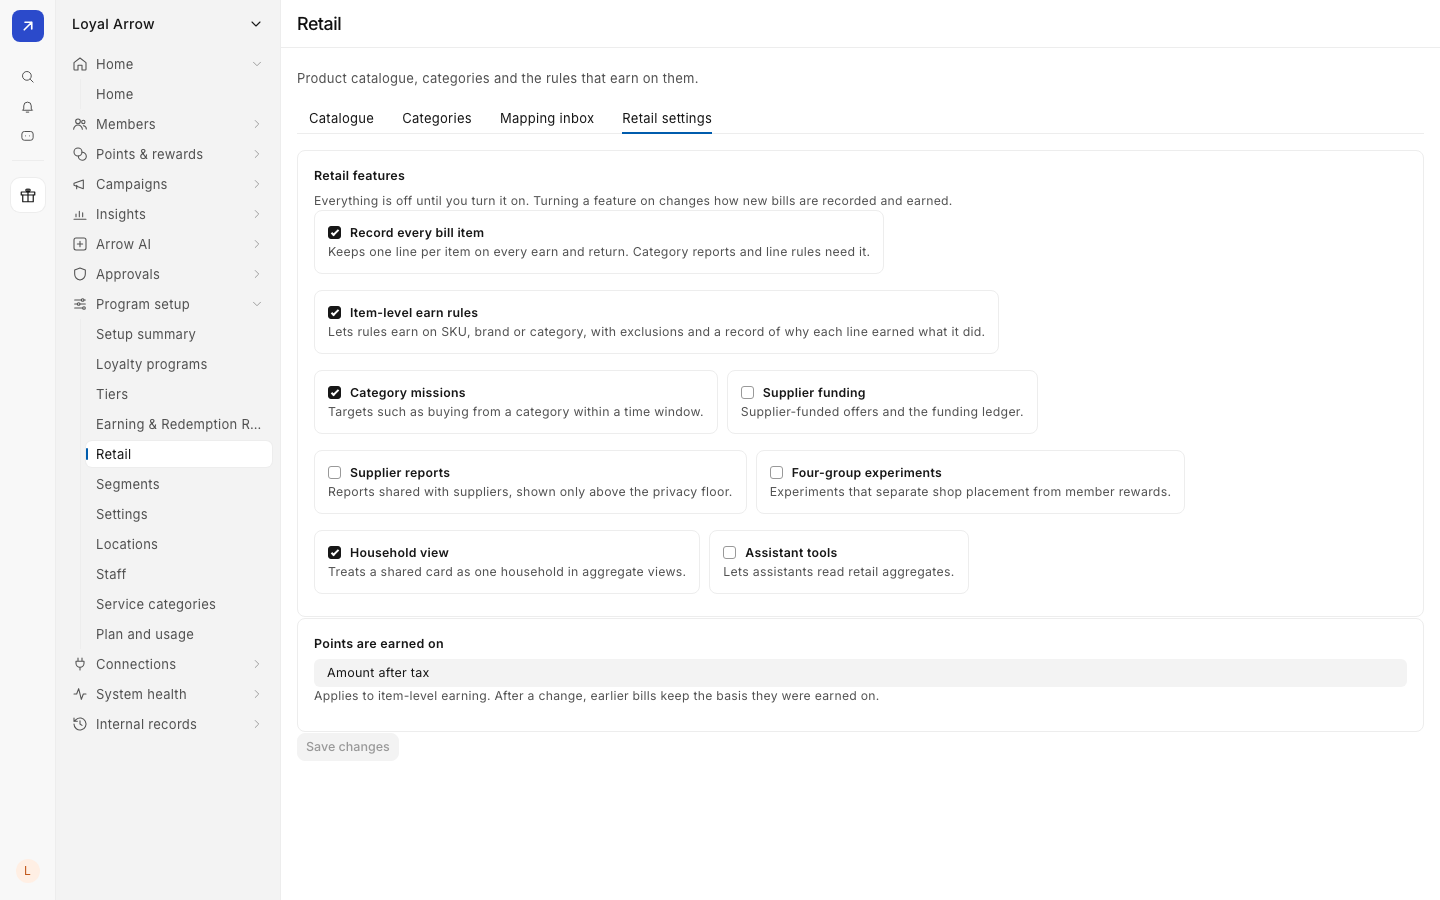 Loyal Arrow
Home
Home
Members
Points & rewards
Campaigns
Insights
Arrow AI
Approvals
Program setup
Setup summary
Loyalty programs
Tiers
Earning & Redemption R...
Retail
Segments
Settings
Locations
Staff
Service categories
Plan and usage
Connections
System health
Internal records
L
Retail
Product catalogue, categories and the rules that earn on them.
Catalogue Categories Mapping inbox Retail settings
Retail features
Everything is off until you turn it on. Turning a feature on changes how new bills are recorded and earned.
Record every bill item
Keeps one line per item on every earn and return. Category reports and line rules need it.
Item-level earn rules
Lets rules earn on SKU, brand or category, with exclusions and a record of why each line earned what it did.
Category missions
Targets such as buying from a category within a time window.
Supplier funding
Supplier-funded offers and the funding ledger.
Supplier reports
Reports shared with suppliers, shown only above the privacy floor.
Four-group experiments
Experiments that separate shop placement from member rewards.
Household view
Treats a shared card as one household in aggregate views.
Assistant tools
Lets assistants read retail aggregates.
Points are earned on
Amount after tax
Applies to item-level earning. After a change, earlier bills keep the basis they were earned on.
Save changes